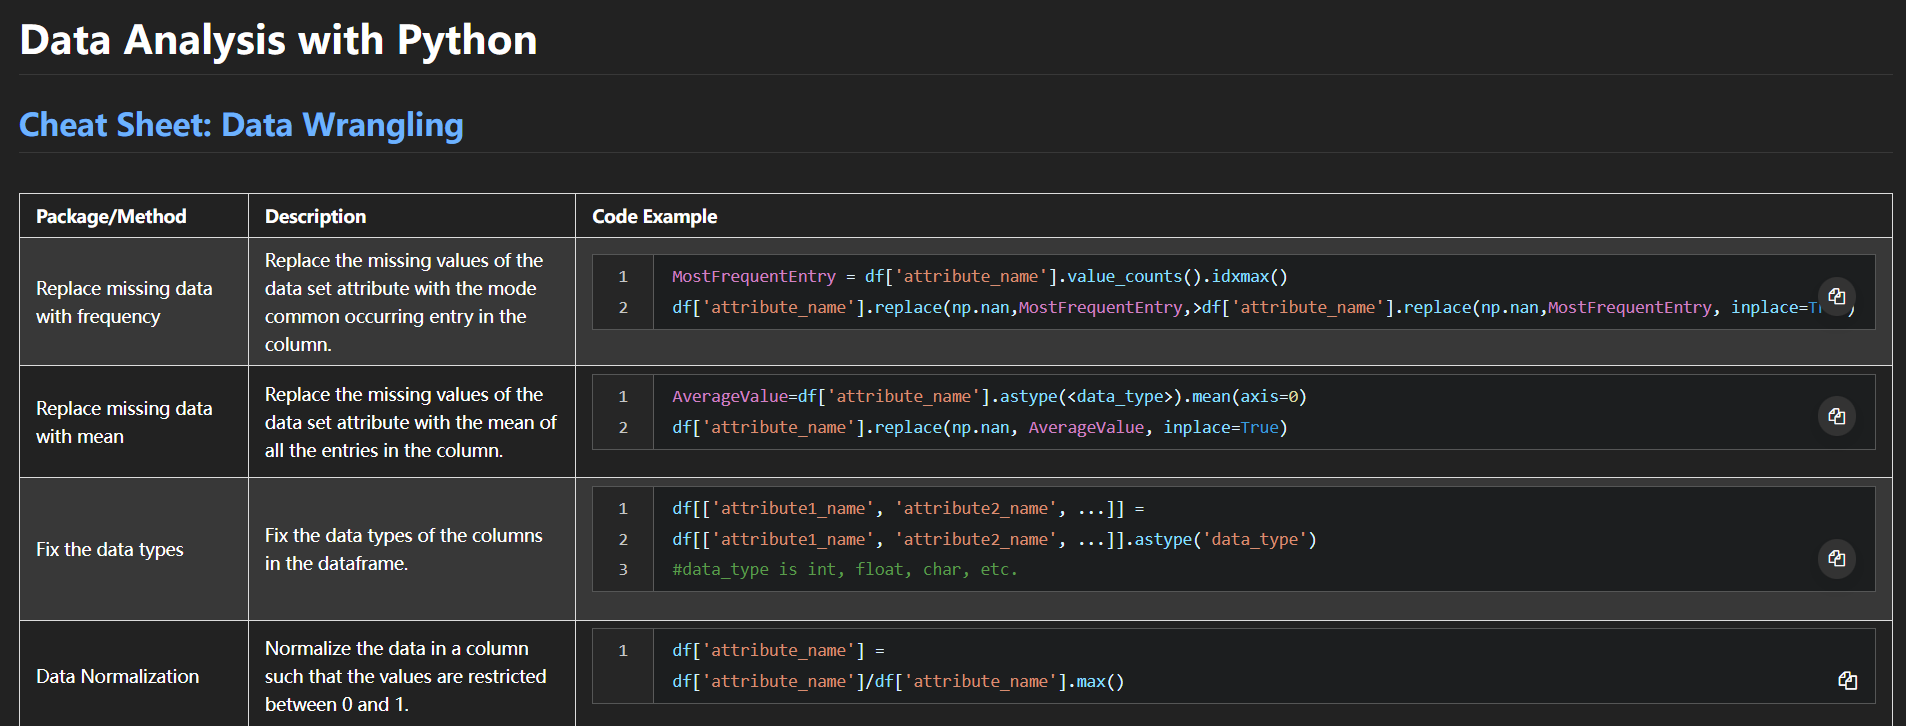 Data Analysis with Python
Cheat Sheet: Data Wrangling
Package/Method Description Code Example
Replace missing data
with frequency
Replace the missing values of the
data set attribute with the mode
common occurring entry in the
column.
1 MostFrequentEntry = df['attribute_name'].value_counts().idxmax()
2 df['attribute_name'].replace(np.nan,MostFrequentEntry,>df['attribute_name'].replace(np.nan,MostFrequentEntry, inplace=
Replace missing data
with mean
Replace the missing values of the
data set attribute with the mean of
all the entries in the column.
1 AverageValue=df['attribute_name'].astype(<data_type>).mean(axis=0)
2 df['attribute_name'].replace(np.nan, AverageValue, inplace=True)
Fix the data types
Fix the data types of the columns
in the dataframe.
1 df[['attribute1_name', 'attribute2_name', ...]] =
2 df[['attribute1_name', 'attribute2_name', ...]].astype('data_type')
3 #data_type is int, float, char, etc.
Data Normalization
Normalize the data in a column
such that the values are restricted
between 0 and 1.
1 df['attribute_name'] =
df['attribute_name']/df['attribute_name'].max()